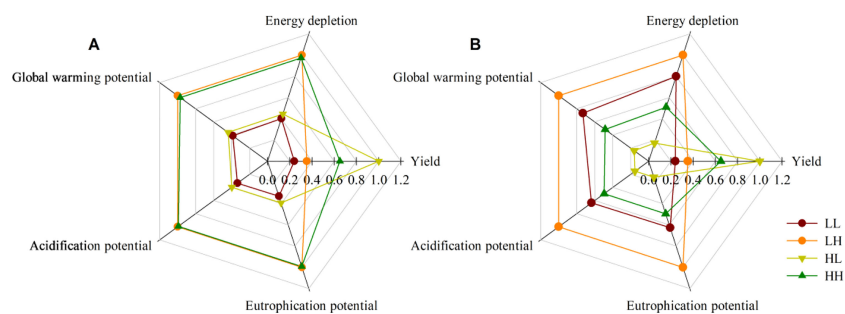 A
Energy depletion
Global warming potential
Yield
0.0 0.2 0.4 0.6 0.8 1.0 1.2
Acidification potential
Eutrophication potential
B
Energy depletion
Global warming potential
Yield
0.0 0.2 0.4 0.6 0.8 1.0 1.2
Acidification potential
Eutrophication potential
LL
LH
HL
HH